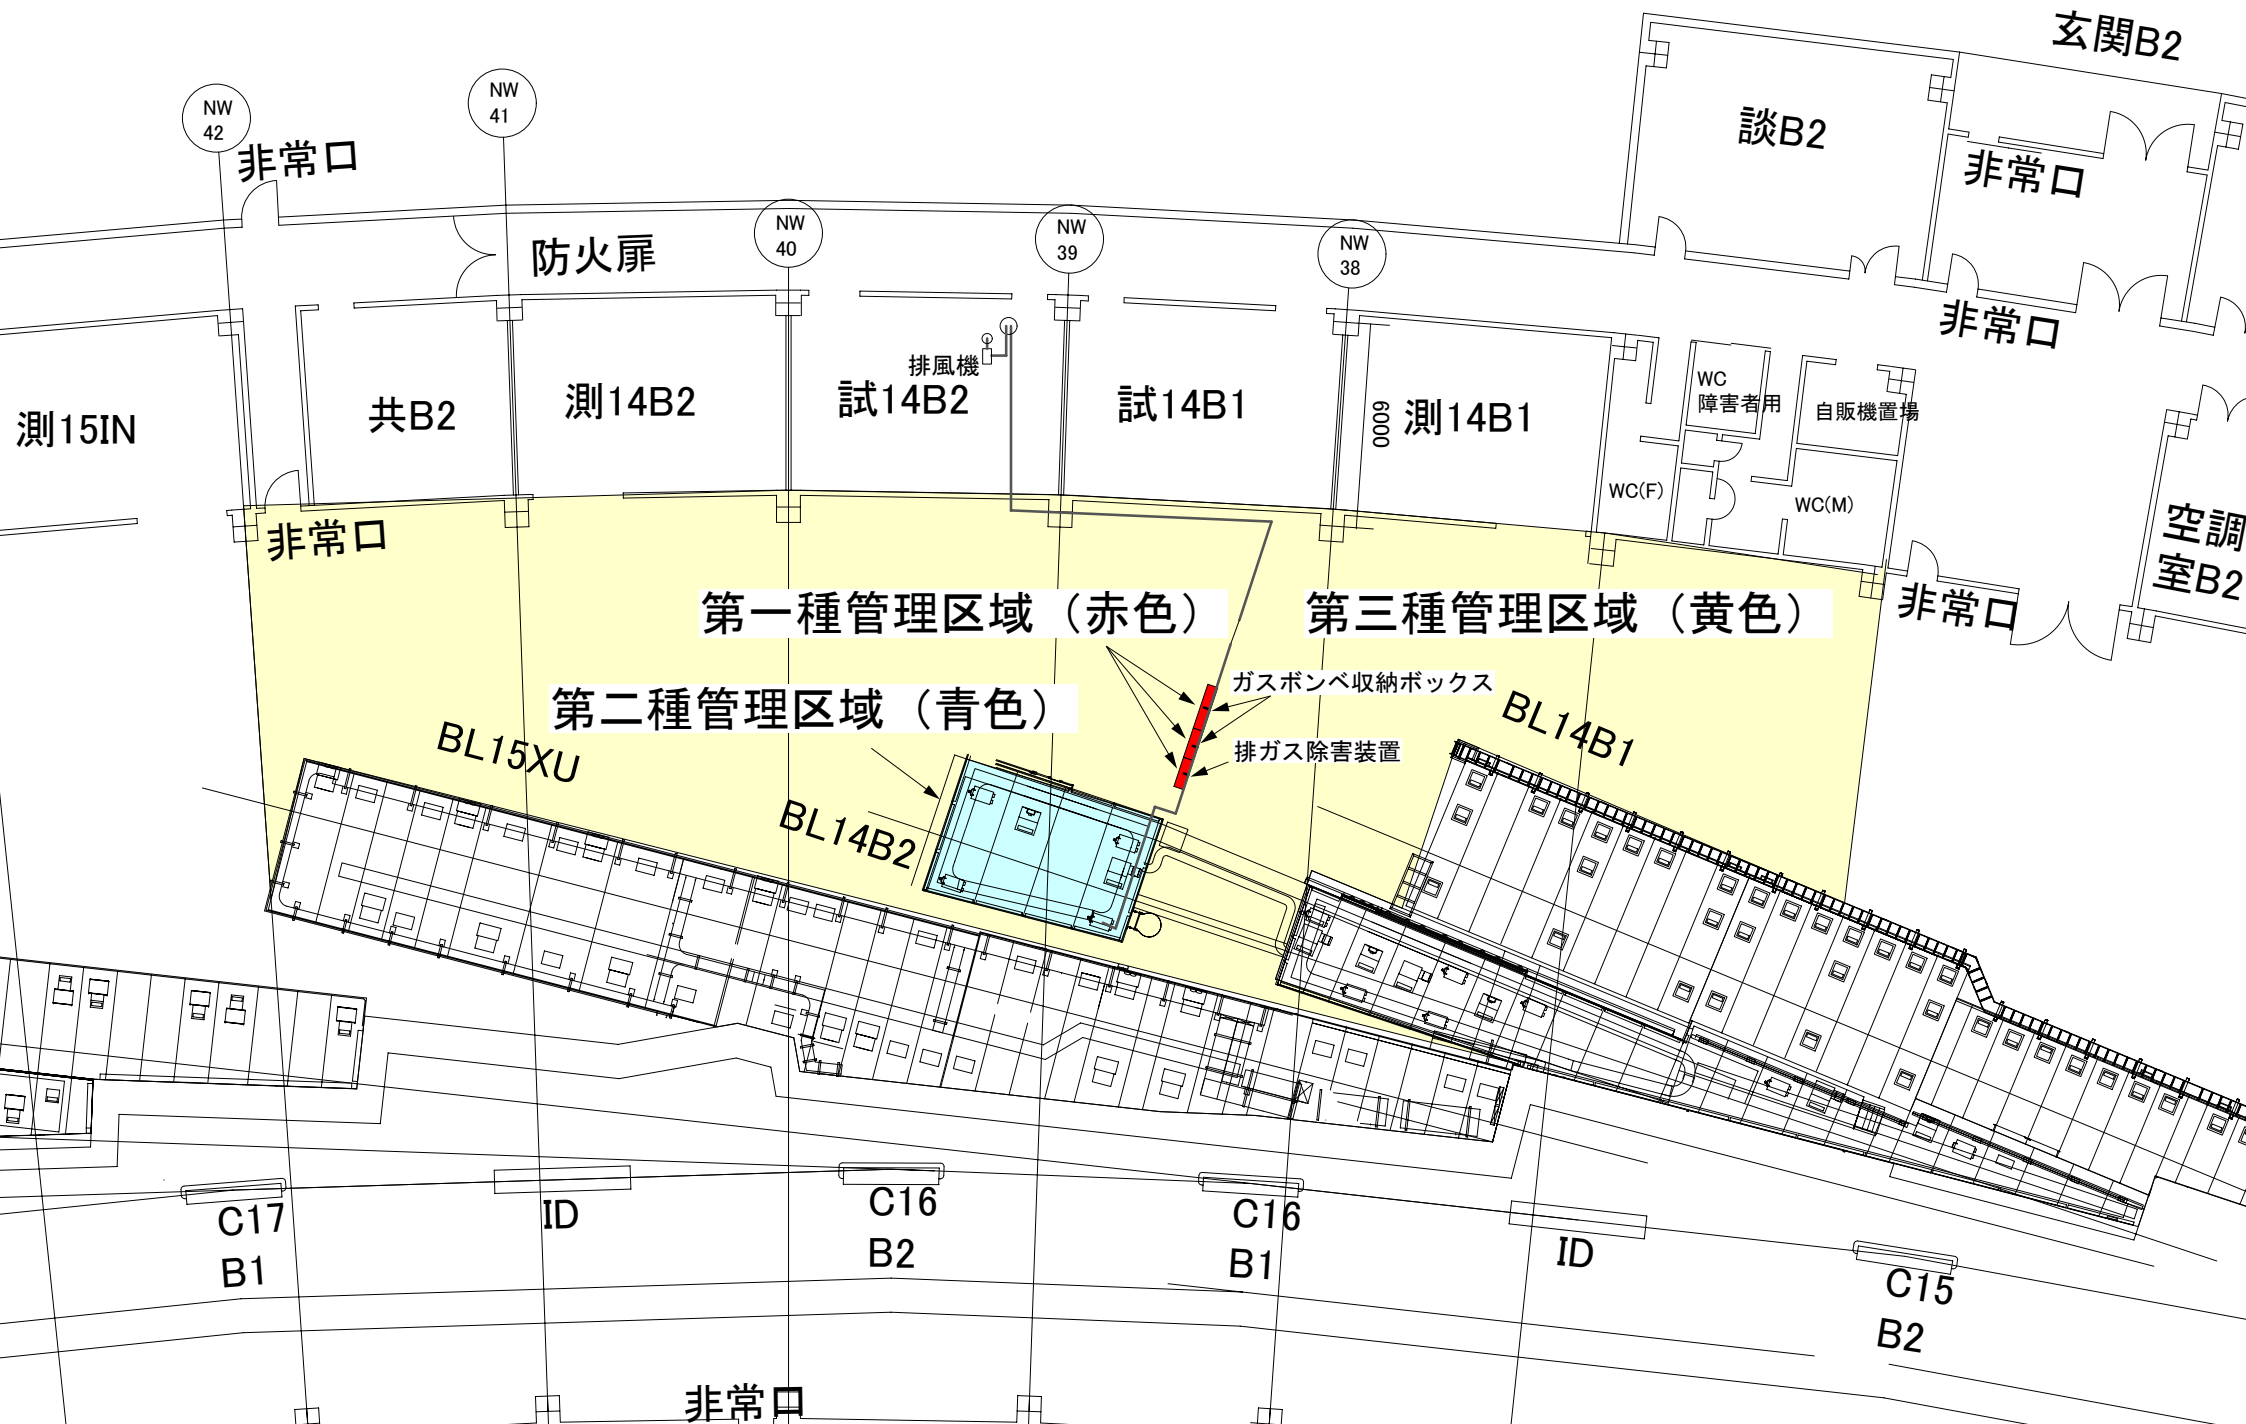 玄関B2
NW
41
NW
42
非常口
談B2
非常口
NW
40
NW
39
NW
38
防火扉
非常口
排風機
測15IN
共B2
測14B2
試14B2
試14B1
6000
測14B1
WC
障害者用
自販機置場
WC(F)
WC(M)
非常口
空調
室B2
第一種管理区域（赤色）
第三種管理区域（黄色）
非常口
ガスボンベ収納ボックス
第二種管理区域（青色）
BL15XU
排ガス除害装置
BL14B1
BL14B2
C17
B1
ID
C16
B2
C16
B1
ID
C15
B2
非常口